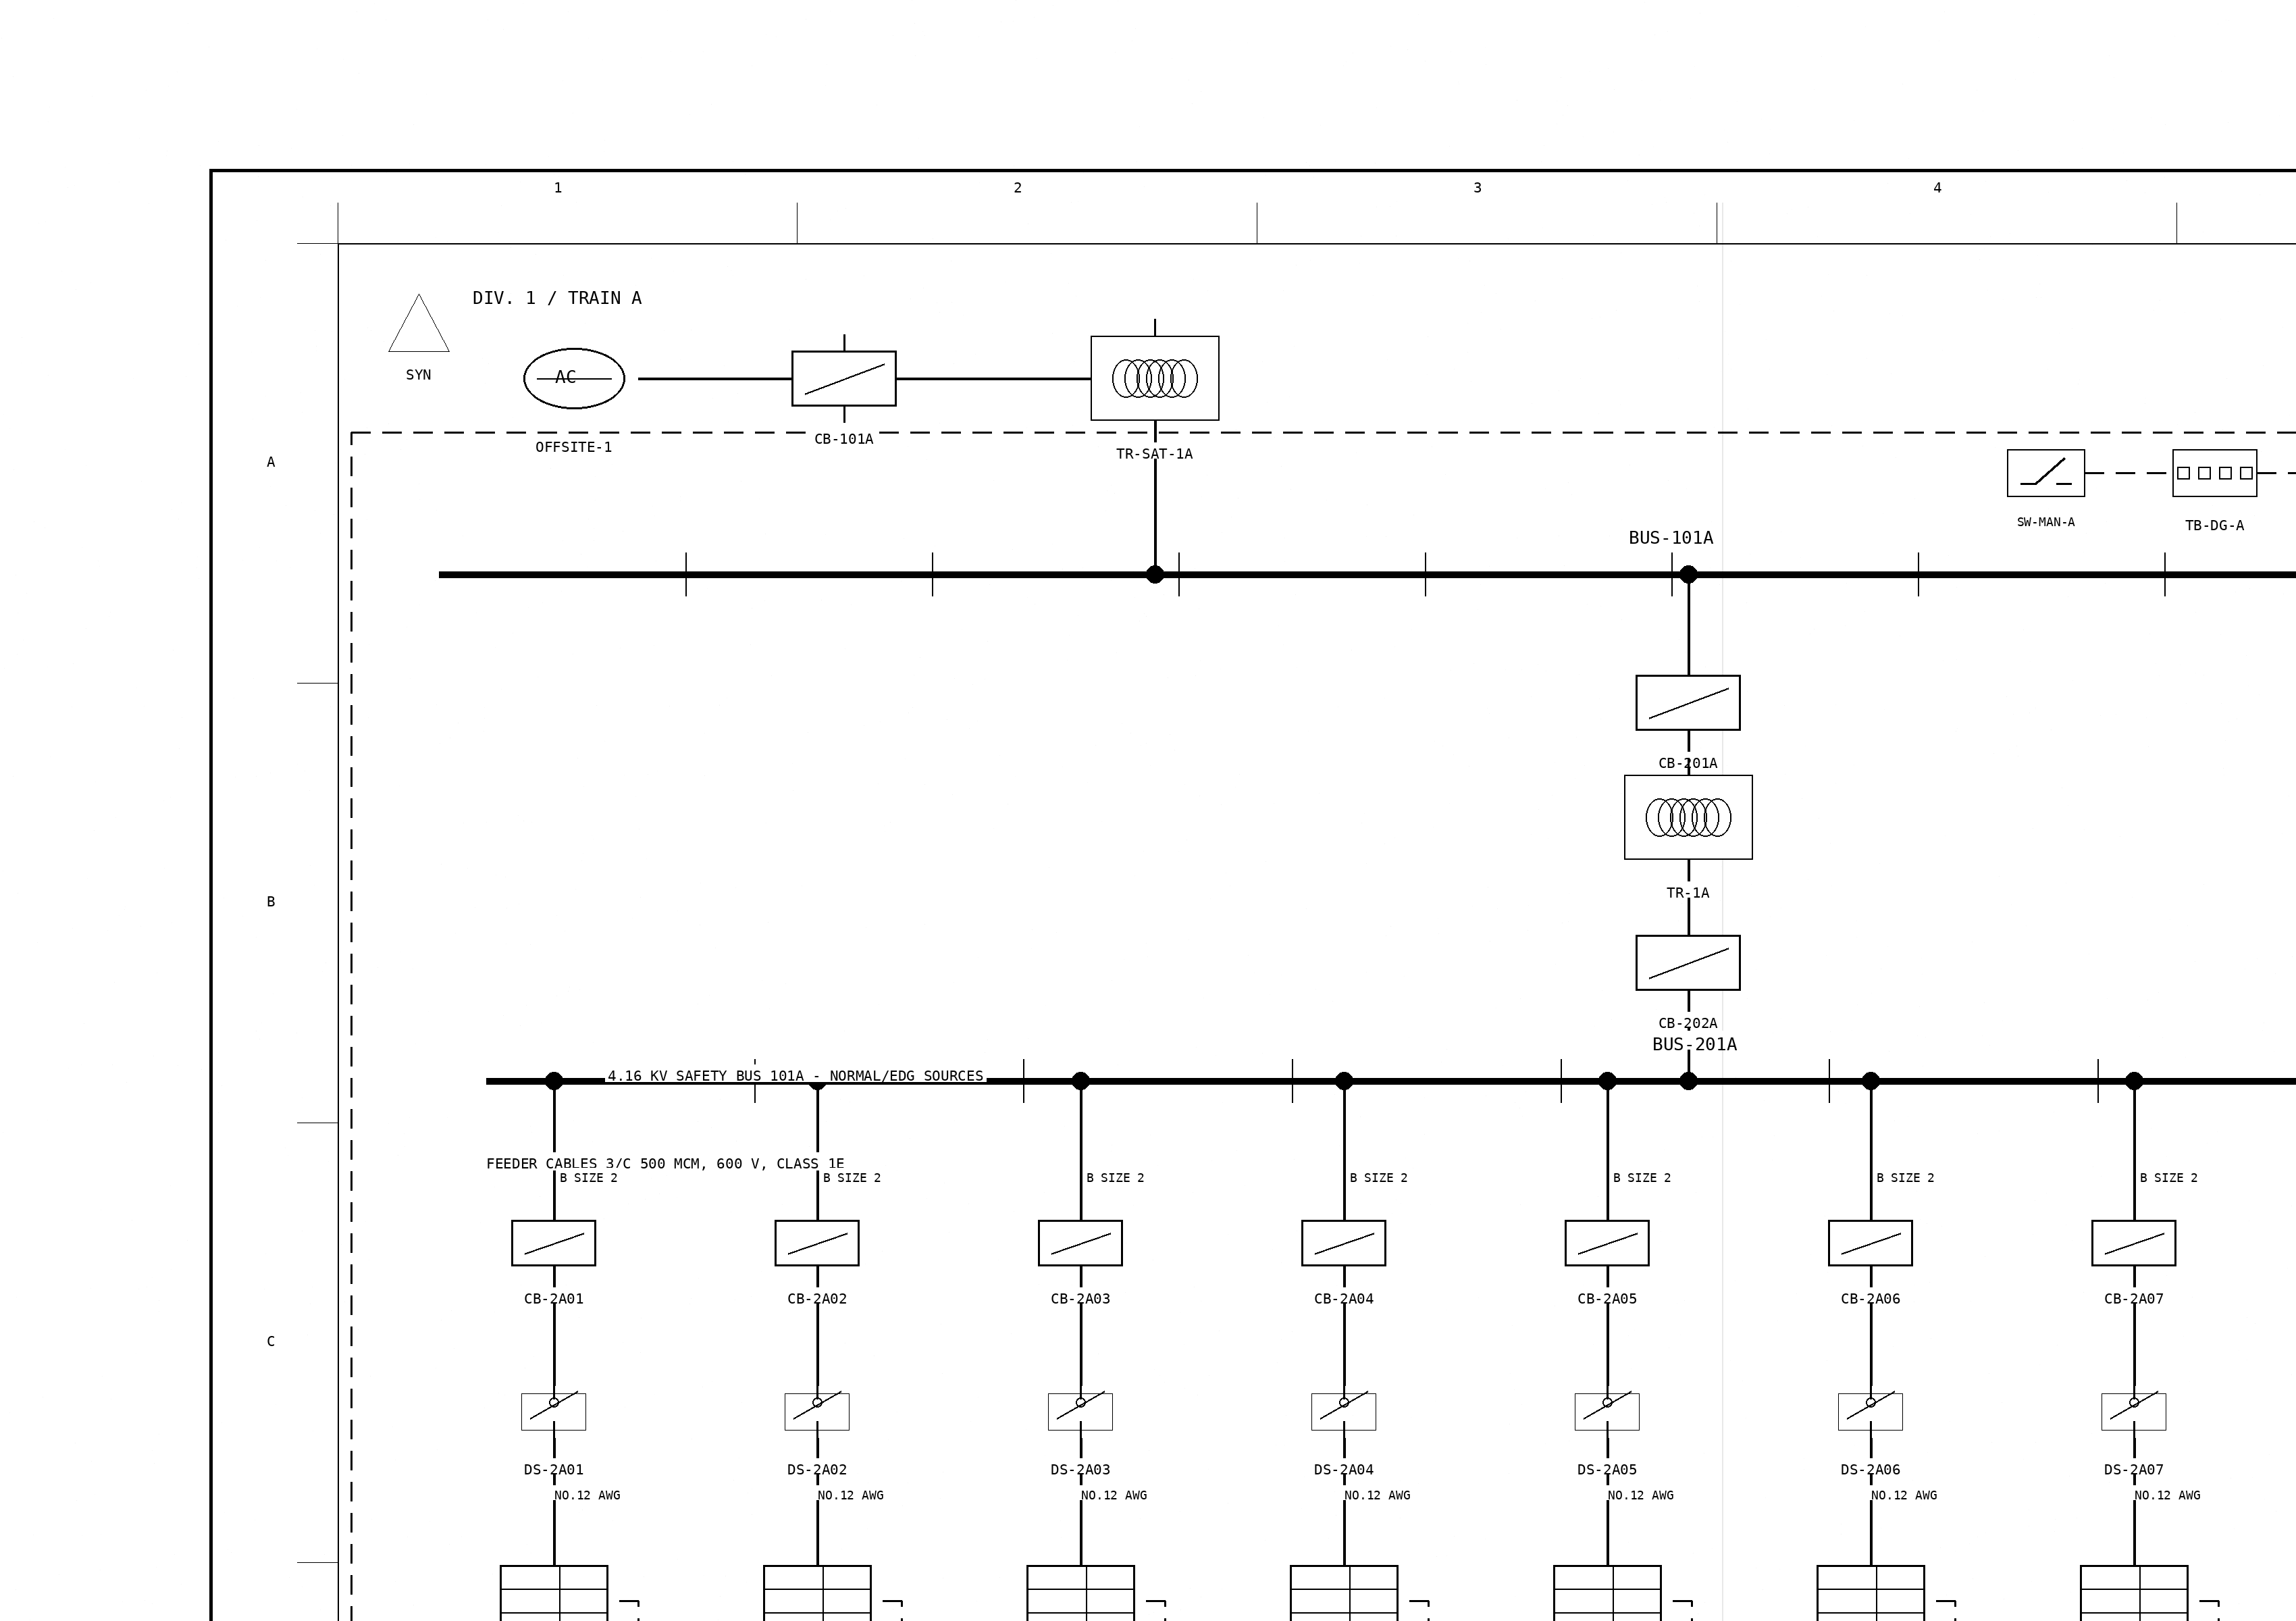 1 2 3 4
DIV. 1 / TRAIN A
SYN
AC
OFFSITE-1
CB-101A
TR-SAT-1A
A
SW-MAN-A
TB-DG-A
BUS-101A
CB-201A
TR-1A
B
CB-202A
BUS-201A
4.16 KV SAFETY BUS 101A - NORMAL/EDG SOURCES
FEEDER CABLES 3/C 500 MCM, 600 V, CLASS 1E
B SIZE 2 B SIZE 2 B SIZE 2 B SIZE 2 B SIZE 2 B SIZE 2 B SIZE 2
CB-2A01 CB-2A02 CB-2A03 CB-2A04 CB-2A05 CB-2A06 CB-2A07
C
DS-2A01 DS-2A02 DS-2A03 DS-2A04 DS-2A05 DS-2A06 DS-2A07
NO.12 AWG NO.12 AWG NO.12 AWG NO.12 AWG NO.12 AWG NO.12 AWG NO.12 AWG